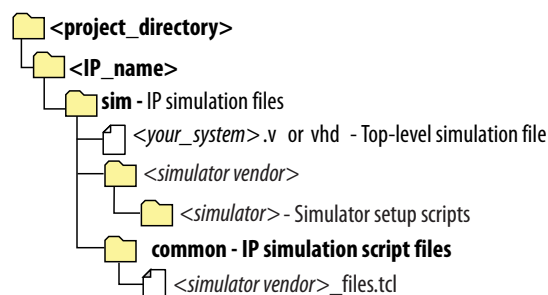 <project_directory>
<IP_name>
sim - IP simulation files
<your_system>.v or vhd - Top-level simulation file
<simulator vendor>
<simulator> - Simulator setup scripts
common - IP simulation script files
<simulator vendor>_files.tcl